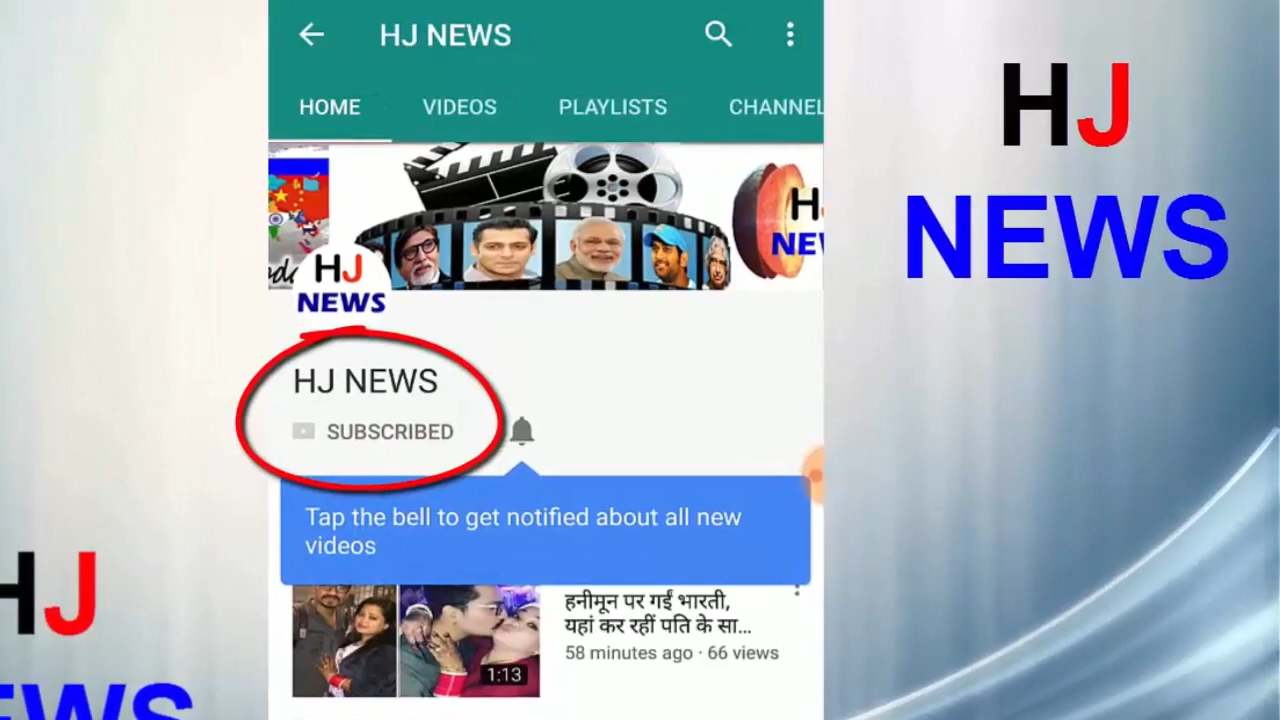 HJ NEWS
HOME VIDEOS PLAYLISTS CHANNEL
HJ
NEWS
HJ
NEWS
HJ NEWS
SUBSCRIBED
Tap the bell to get notified about all new
videos
हनीमून पर गईं भारती,
यहां कर रहीं पति के सा...
58 minutes ago · 66 views
1:13
HJ